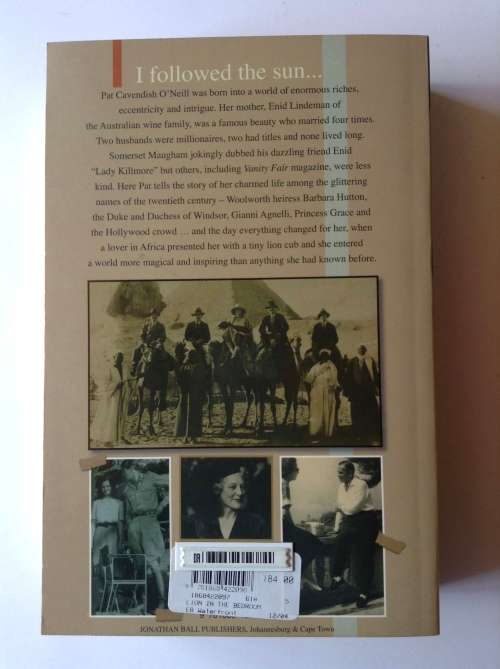 I followed the sun...
Pat Cavendish O'Neill was born into a world of enormous riches,
eccentricity and intrigue. Her mother, Enid Lindeman of
the Australian wine family, was a famous beauty who married four times.
Two husbands were millionaires, two had titles and none lived long.
Somerset Maugham jokingly dubbed his dazzling friend Enid
"Lady Killmore" but others, including Vanity Fair magazine, were less
kind. Here Pat tells the story of her charmed life among the glittering
names of the twentieth century – Woolworth heiress Barbara Hutton,
the Duke and Duchess of Windsor, Gianni Agnelli, Princess Grace and
the Hollywood crowd ... and the day everything changed for her, when
a lover in Africa presented her with a tiny lion cub and she entered
a world more magical and inspiring than anything she had known before.
184.00
1868422097
ION IN THE BEDROOM
EB Waterfront 12/04
JONATHAN BALL PUBLISHERS, Johannesburg & Cape Town